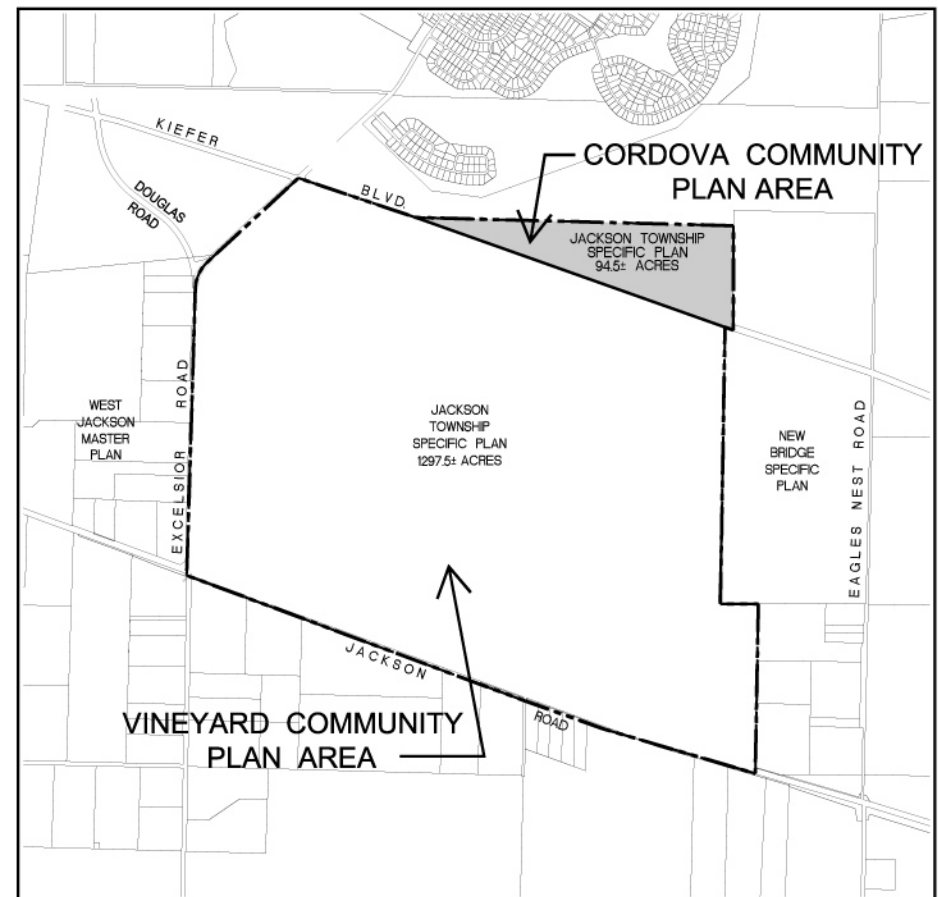 KIEFER
BLVD.
DOUGLAS
ROAD
CORDOVA COMMUNITY
PLAN AREA
JACKSON TOWNSHIP
SPECIFIC PLAN
94.5± ACRES
EXCELSIOR ROAD
WEST
JACKSON
MASTER
PLAN
JACKSON
TOWNSHIP
SPECIFIC PLAN
1297.5± ACRES
NEW
BRIDGE
SPECIFIC
PLAN
EAGLES NEST ROAD
JACKSON
ROAD
VINEYARD COMMUNITY
PLAN AREA